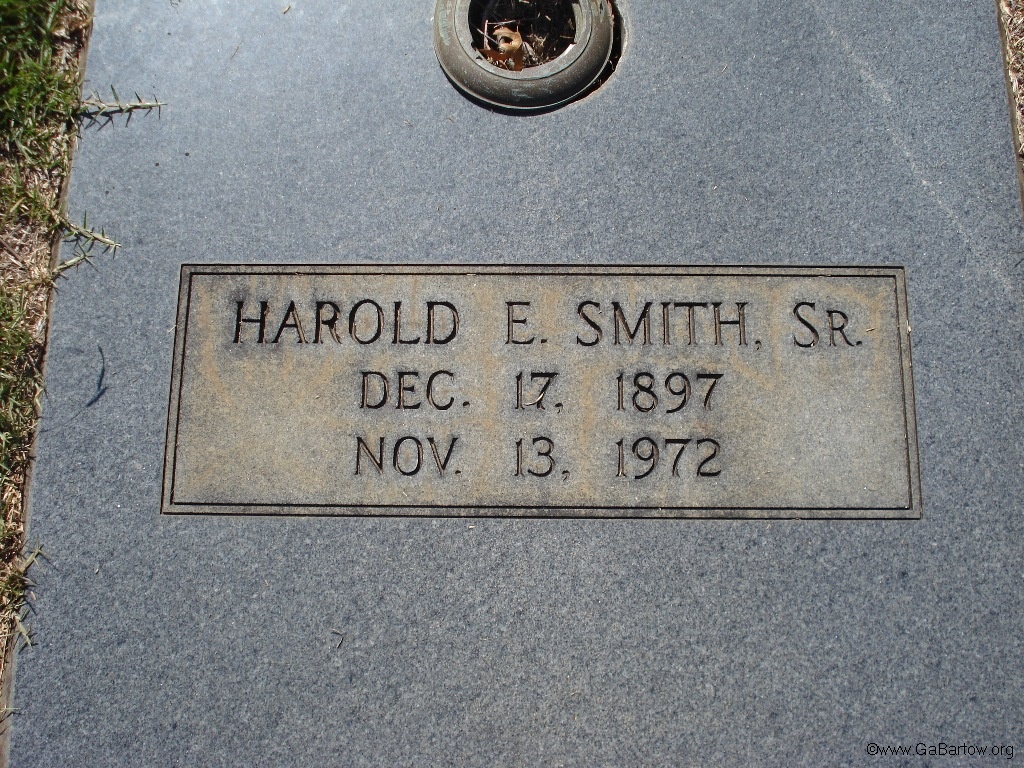 HAROLD E. SMITH, SR.
DEC. 17, 1897
NOV. 13, 1972
©www.GaBartow.org